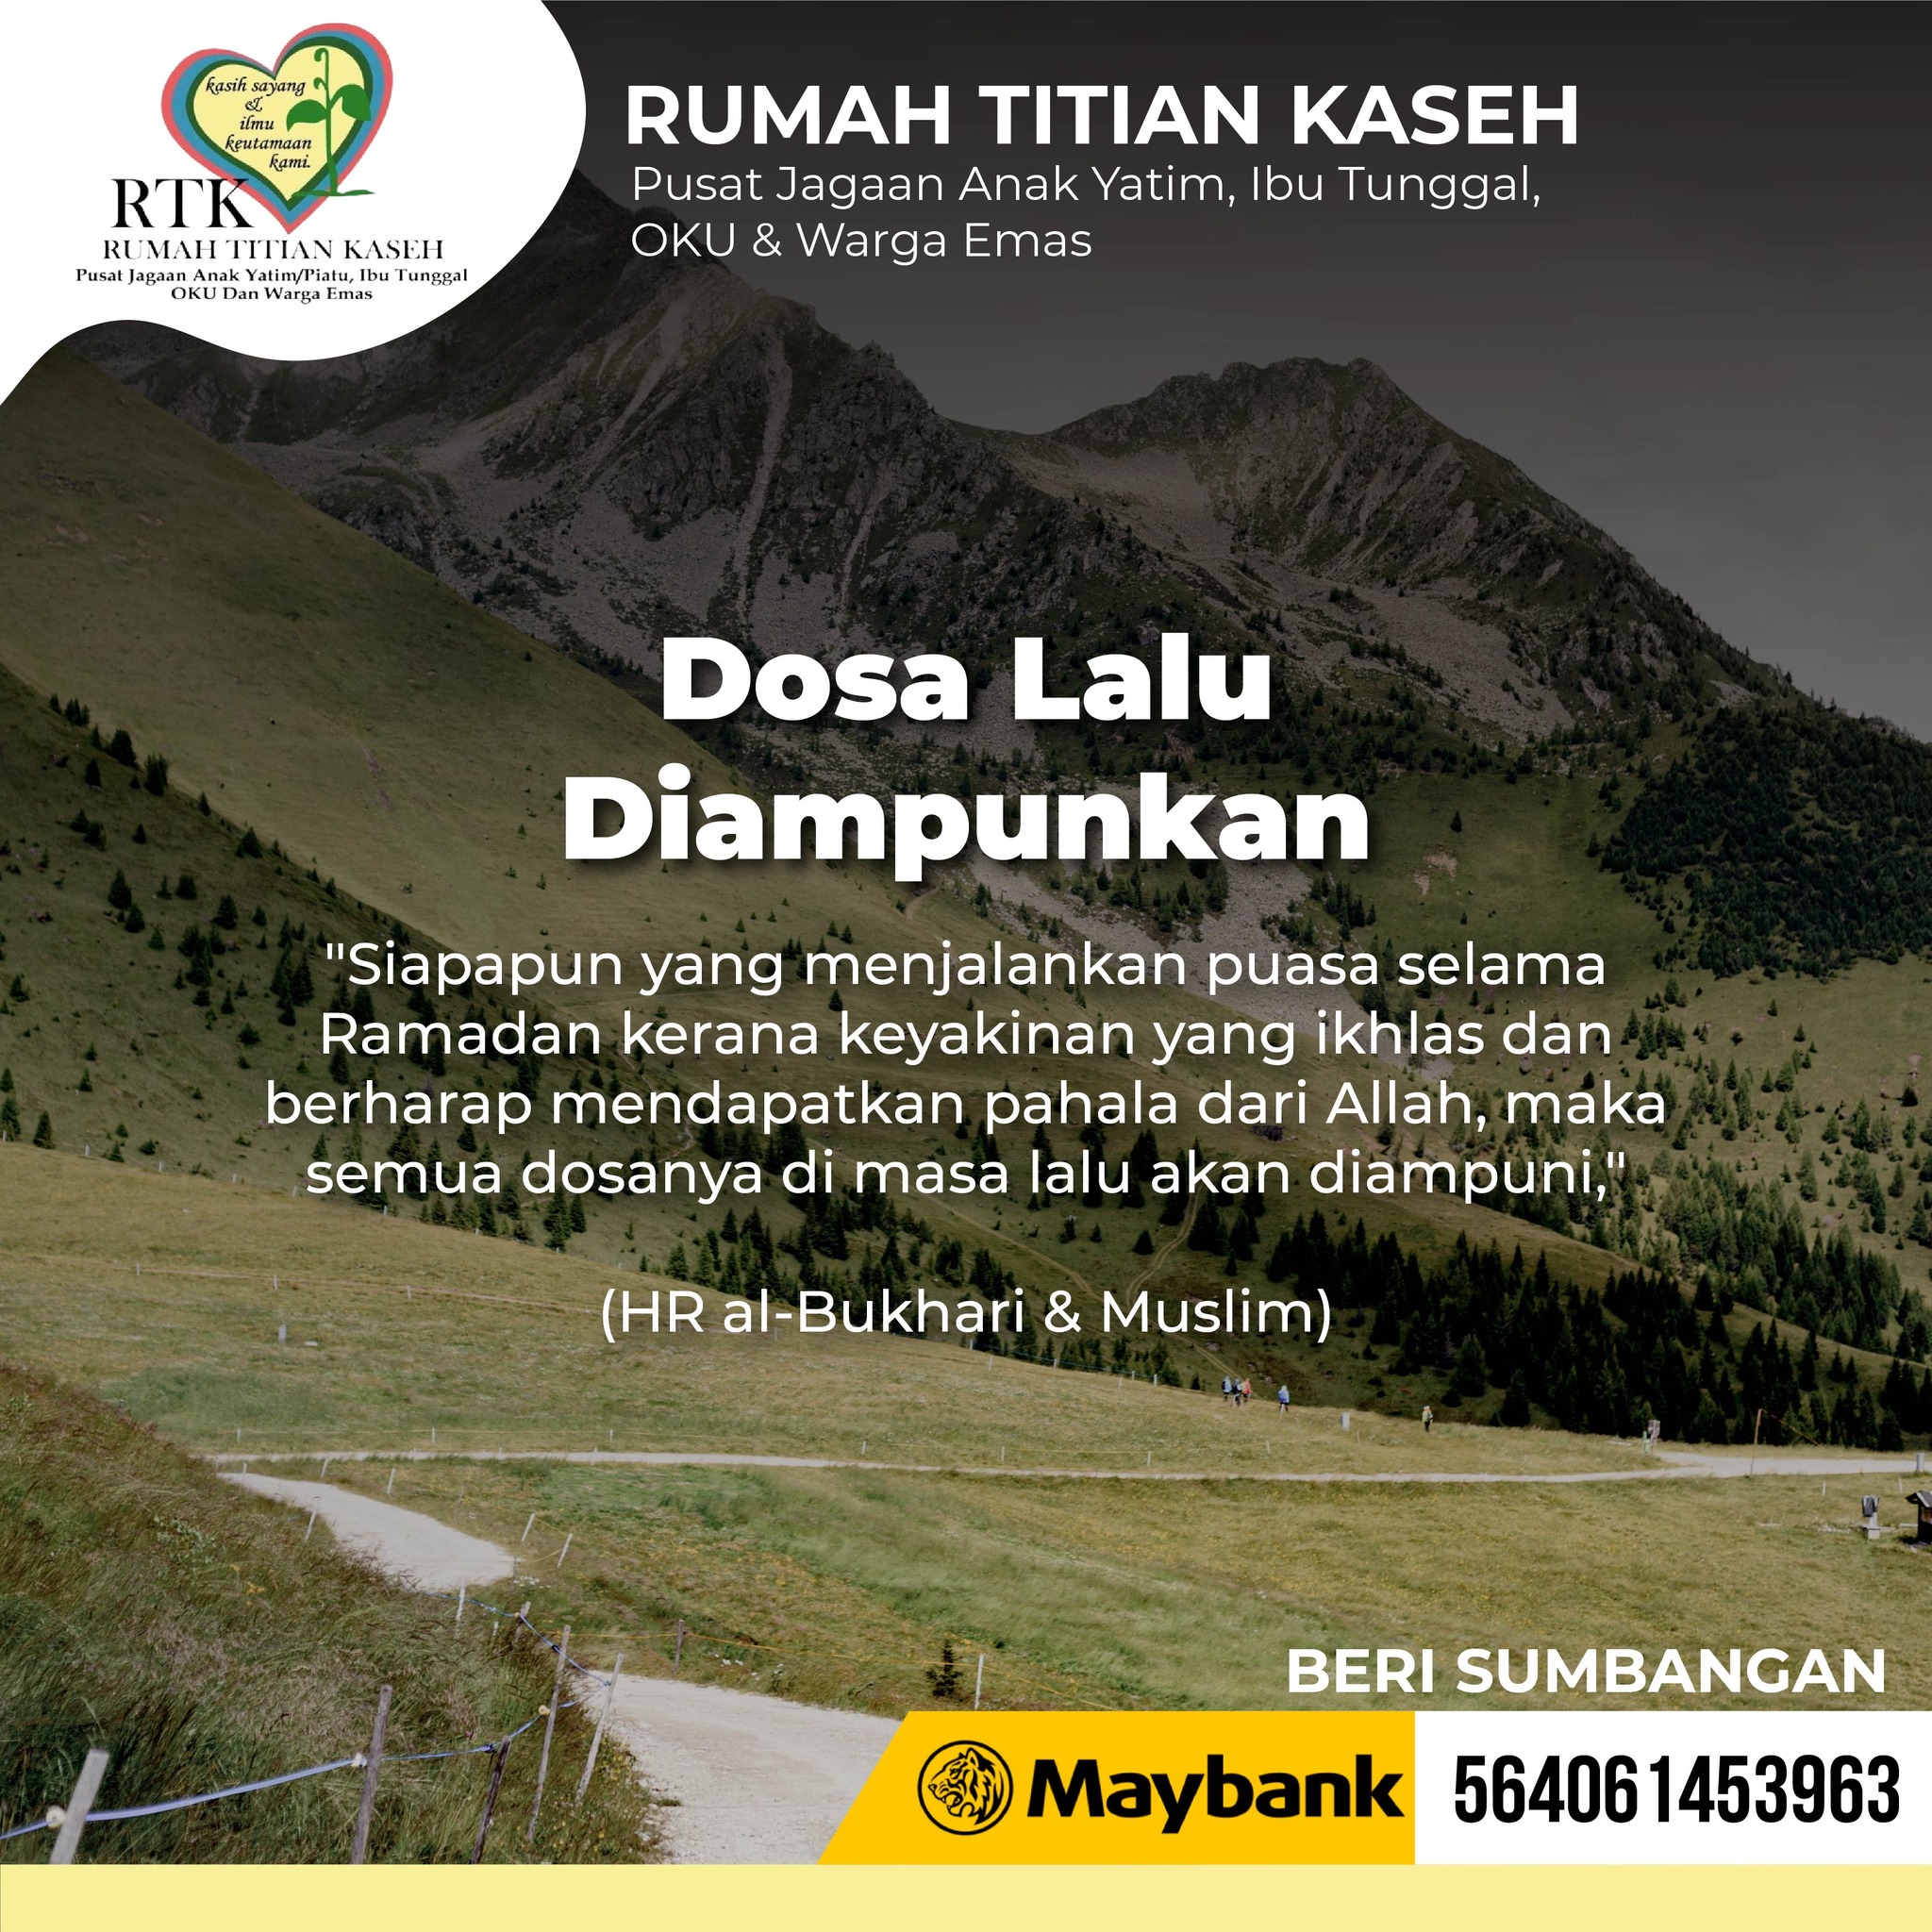 kasih sayang
&
ilmu
keutamaan
kami.
RTK
RUMAH TITIAN KASEH
Pusat Jagaan Anak Yatim/Piatu, Ibu Tunggal
OKU Dan Warga Emas
RUMAH TITIAN KASEH
Pusat Jagaan Anak Yatim, Ibu Tunggal,
OKU & Warga Emas
Dosa Lalu
Diampunkan
"Siapapun yang menjalankan puasa selama
Ramadan kerana keyakinan yang ikhlas dan
berharap mendapatkan pahala dari Allah, maka
semua dosanya di masa lalu akan diampuni,"
(HR al-Bukhari & Muslim)
BERI SUMBANGAN
Maybank 564061453963